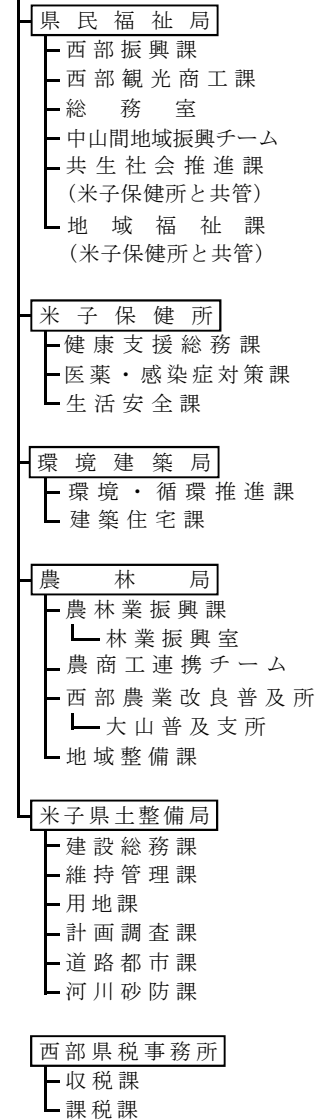 県民福祉局
西部振興課
西部観光商工課
総務室
中山間地域振興チーム
共生社会推進課
(米子保健所と共管)
地域福祉課
(米子保健所と共管)
米子保健所
健康支援総務課
医薬・感染症対策課
生活安全課
環境建築局
環境・循環推進課
建築住宅課
農林局
農林業振興課
林業振興室
農商工連携チーム
西部農業改良普及所
大山普及支所
地域整備課
米子県土整備局
建設総務課
維持管理課
用地課
計画調査課
道路都市課
河川砂防課
西部県税事務所
収税課
課税課